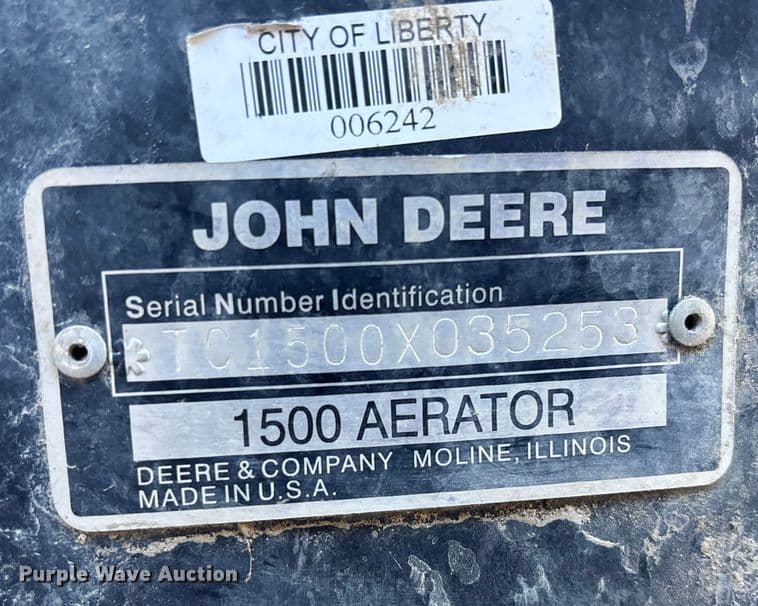 CITY OF LIBERTY
006242
JOHN DEERE
Serial Number Identification
*TC1500X035253*
1500 AERATOR
DEERE & COMPANY MOLINE, ILLINOIS
MADE IN U.S.A.
Purple Wave Auction